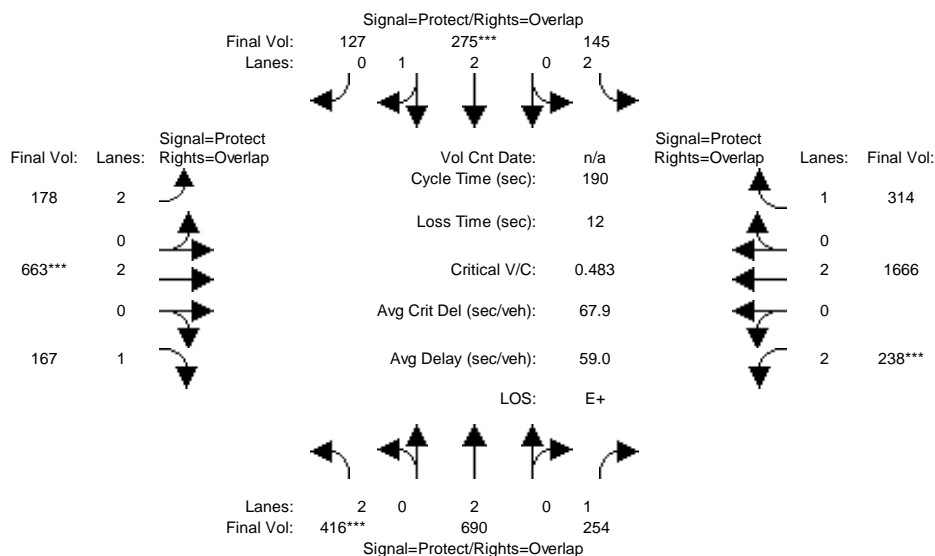 Signal=Protect/Rights=Overlap
Final Vol: 127 275*** 145
Lanes: 0 1 2 0 2
Signal=Protect Signal=Protect
Final Vol: Lanes: Rights=Overlap Vol Cnt Date: n/a Rights=Overlap Lanes: Final Vol:
Cycle Time (sec): 190
178 2 1 314
Loss Time (sec): 12
0 0
663*** 2 Critical V/C: 0.483 2 1666
0 Avg Crit Del (sec/veh): 67.9 0
167 1 Avg Delay (sec/veh): 59.0 2 238***
LOS: E+
Lanes: 2 0 2 0 1
Final Vol: 416*** 690 254
Signal=Protect/Rights=Overlap